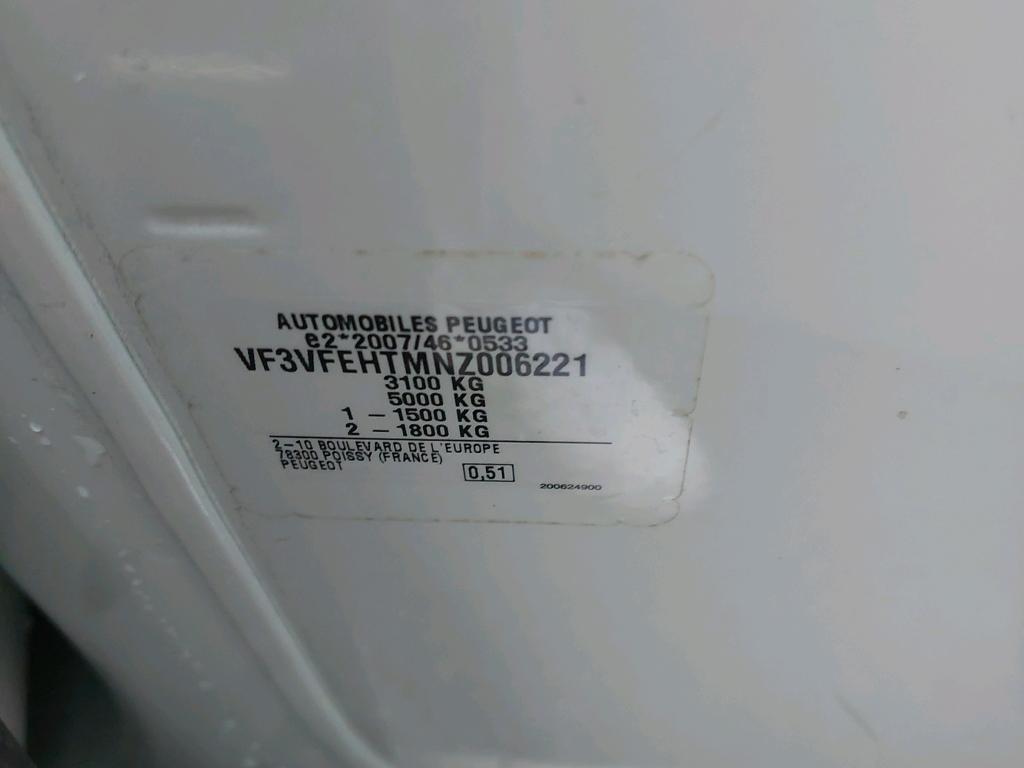 AUTOMOBILES PEUGEOT
e2*2007/46*0533
VF3VFEHTMNZ006221
3100 KG
5000 KG
1 – 1500 KG
2 – 1800 KG
2–10 BOULEVARD DE L'EUROPE
78300 POISSY (FRANCE)
PEUGEOT
0,51
200624900